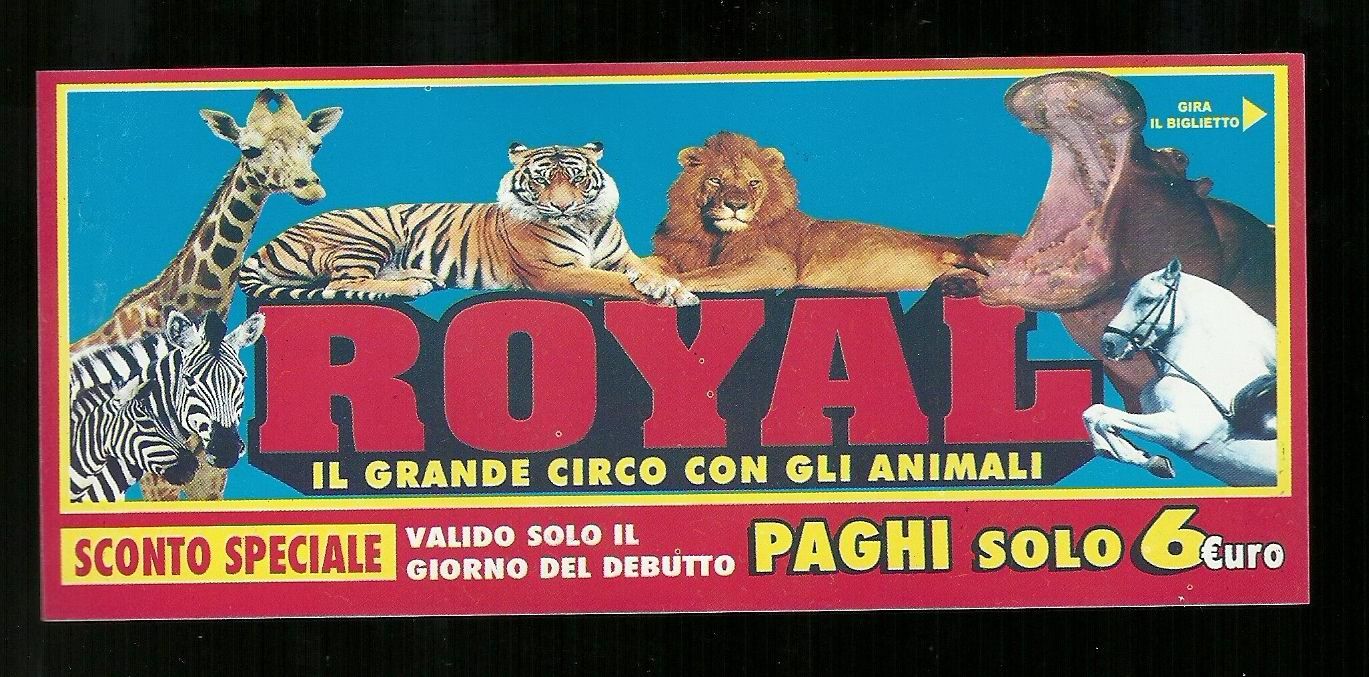 GIRA
IL BIGLIETTO
ROYAL
IL GRANDE CIRCO CON GLI ANIMALI
SCONTO SPECIALE
VALIDO SOLO IL
GIORNO DEL DEBUTTO
PAGHI SOLO 6 €uro